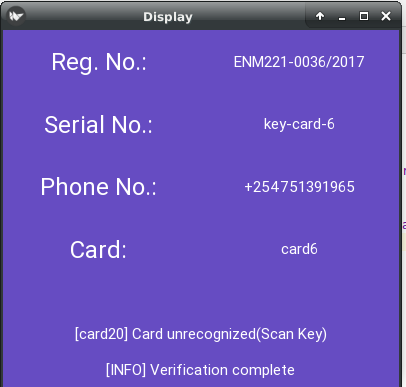 Display
Reg. No.: ENM221-0036/2017
Serial No.: key-card-6
Phone No.: +254751391965
Card: card6
[card20] Card unrecognized(Scan Key)
[INFO] Verification complete